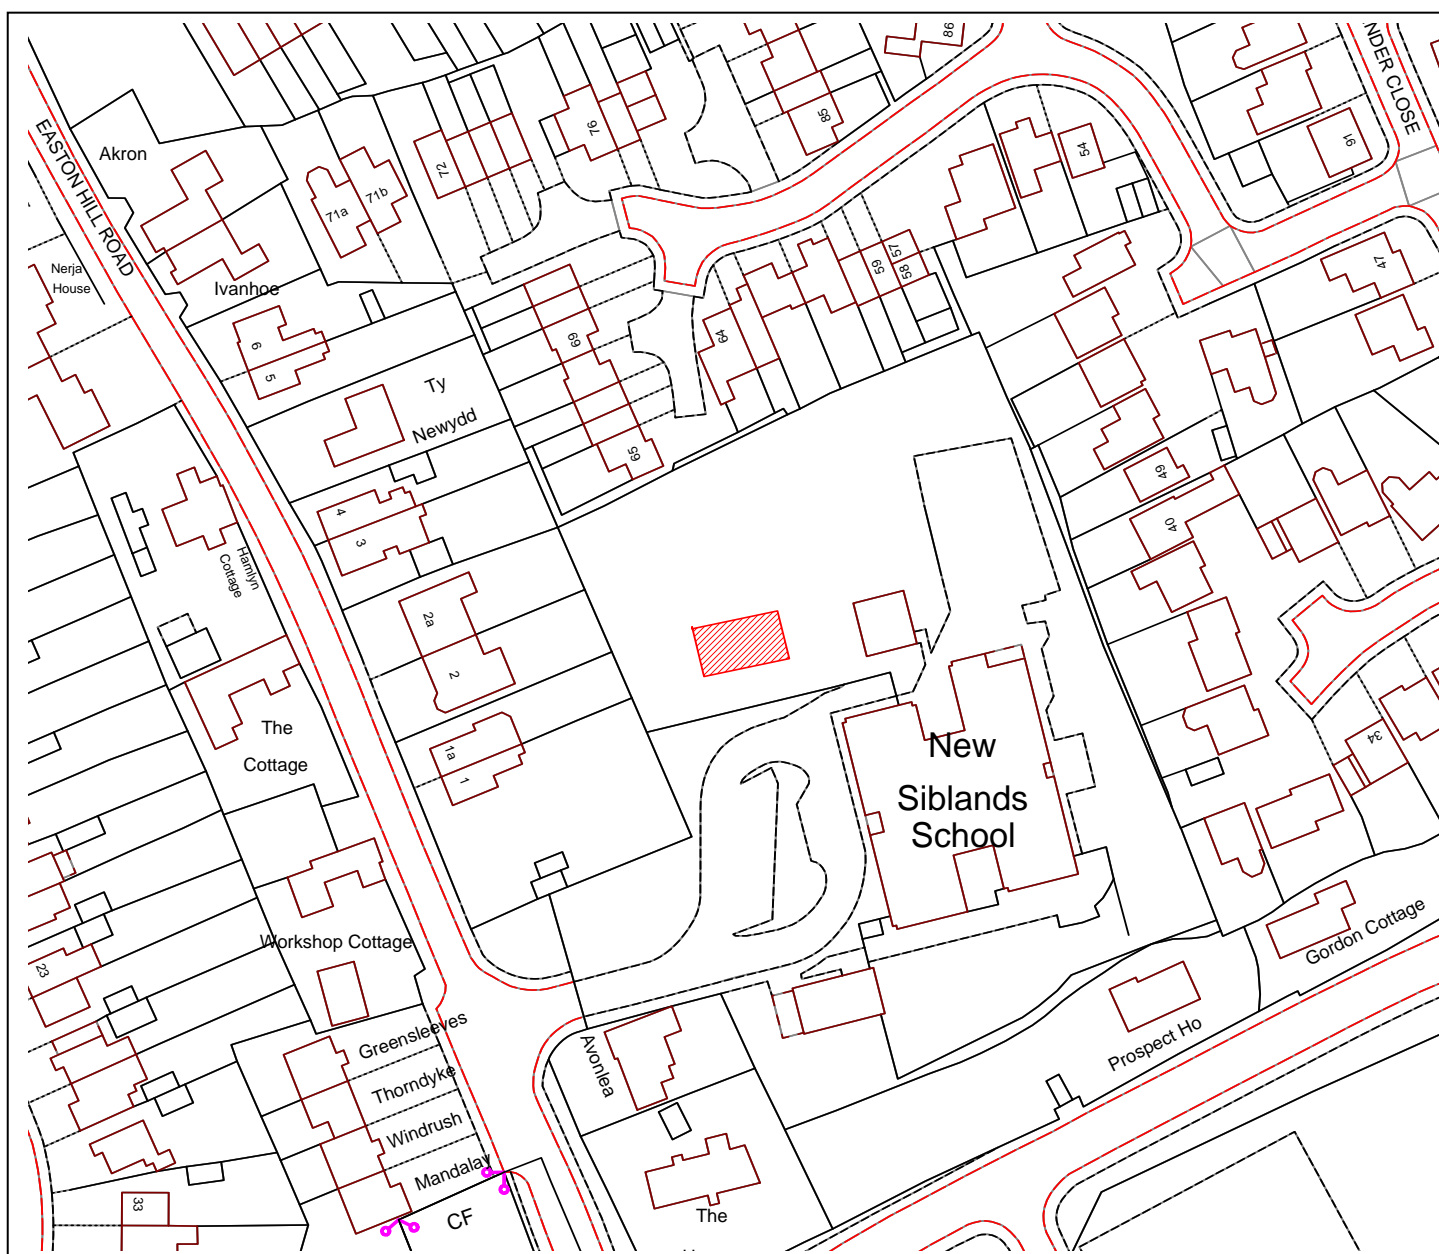 86
NDER CLOSE
EASTON HILL ROAD
Akron
72
76
85
54
91
71a
71b
Nerja
House
Ivanhoe
57
58
59
47
6
5
69
64
Ty
Newydd
65
49
40
4
3
Hamlyn
Cottage
2a
2
The
Cottage
1a
1
New
Siblands
School
34
Workshop Cottage
23
Gordon Cottage
Greensleeves
Thorndyke
Windrush
Mandalay
Avonlea
Prospect Ho
33
CF
The